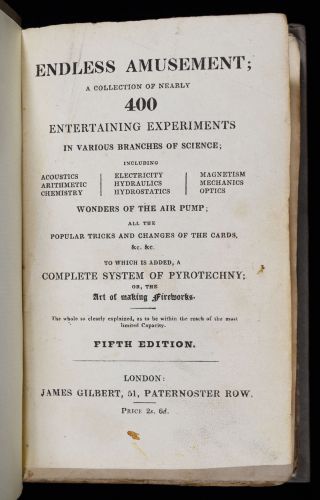 ENDLESS AMUSEMENT;
A COLLECTION OF NEARLY
400
ENTERTAINING EXPERIMENTS
IN VARIOUS BRANCHES OF SCIENCE;
INCLUDING
ACOUSTICS ELECTRICITY MAGNETISM
ARITHMETIC HYDRAULICS MECHANICS
CHEMISTRY HYDROSTATICS OPTICS
WONDERS OF THE AIR PUMP;
ALL THE
POPULAR TRICKS AND CHANGES OF THE CARDS,
&c. &c.
TO WHICH IS ADDED, A
COMPLETE SYSTEM OF PYROTECHNY;
OR, THE
Art of making Fireworks.
The whole so clearly explained, as to be within the reach of the most
limited Capacity.
FIFTH EDITION.
LONDON:
JAMES GILBERT, 51, PATERNOSTER ROW.
PRICE 2s. 6d.